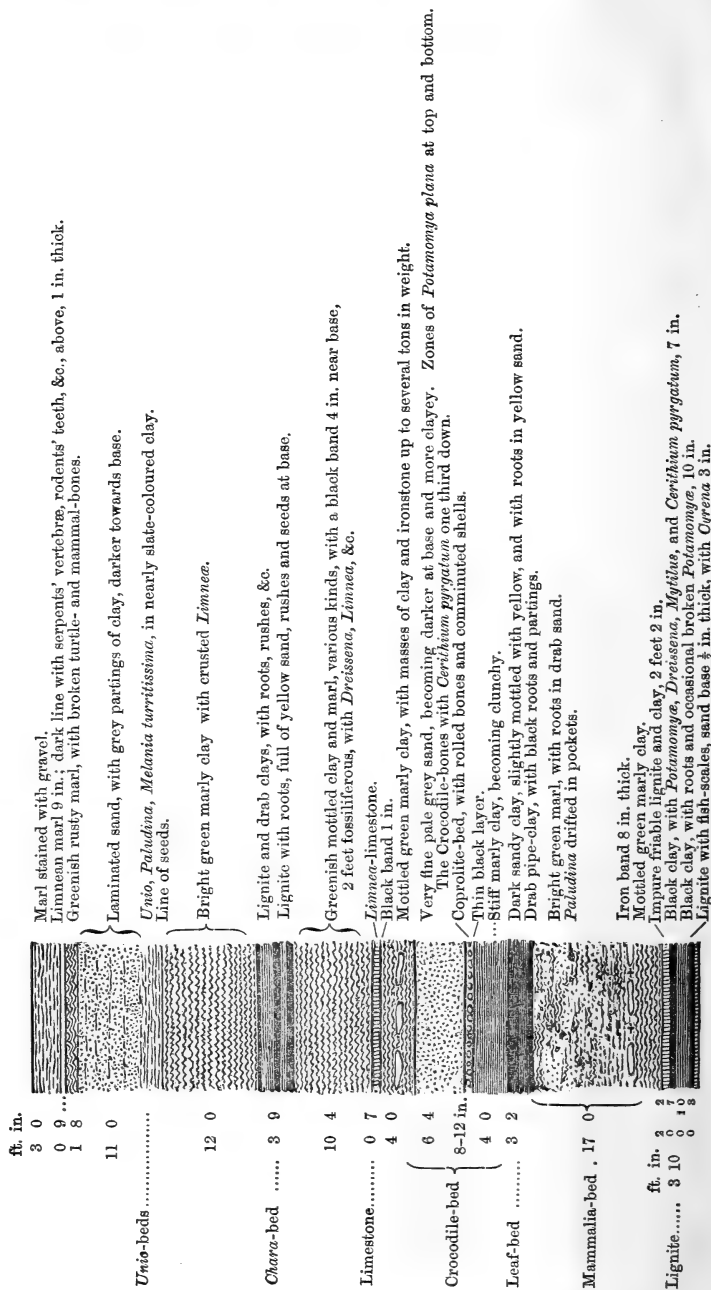 ft. in.
3 0 Marl stained with gravel.
0 9 ... Limnean marl 9 in.; dark line with serpents' vertebræ, rodents' teeth, &c., above, 1 in. thick.
1 8 Greenish rusty marl, with broken turtle- and mammal-bones.
11 0 Laminated sand, with grey partings of clay, darker towards base.
Unio-beds............... Unio, Paludina, Melania turritissima, in nearly slate-coloured clay.
Line of seeds.
12 0 Bright green marly clay with crusted Limneæ.
Chara-bed ...... 3 9 Lignite and drab clays, with roots, rushes, &c.
Lignite with roots, full of yellow sand, rushes and seeds at base.
10 4 Greenish mottled clay and marl, various kinds, with a black band 4 in. near base,
2 feet fossiliferous, with Dreissena, Limnea, &c.
Limestone......... 0 7 Limnea-limestone.
Black band 1 in.
4 0 Mottled green marly clay, with masses of clay and ironstone up to several tons in weight.
6 4 Very fine pale grey sand, becoming darker at base and more clayey. Zones of Potamomya plana at top and bottom.
The Crocodile-bones with Cerithium pyrgatum one third down.
Crocodile-bed 8-12 in. Coprolite-bed, with rolled bones and comminuted shells.
Thin black layer.
4 0 ...Stiff marly clay, becoming clunchy.
Leaf-bed ......... 3 2 Dark sandy clay, slightly mottled with yellow, and with roots in yellow sand.
Drab pipe-clay, with black roots and partings.
Mammalia-bed . 17 0 Bright green marl, with roots in drab sand.
Paludina drifted in pockets.
Iron band 8 in. thick.
Mottled green marly clay.
ft. in.
Lignite...... 3 10
2 2 Impure friable lignite and clay, 2 feet 2 in.
0 7 Black clay, with Potamomyæ, Dreissena, Mytilus, and Cerithium pyrgatum, 7 in.
0 10 Black clay, with roots and occasional broken Potamomyæ, 10 in.
0 3 Lignite with fish-scales, sand base ½ in. thick, with Cyrena 3 in.